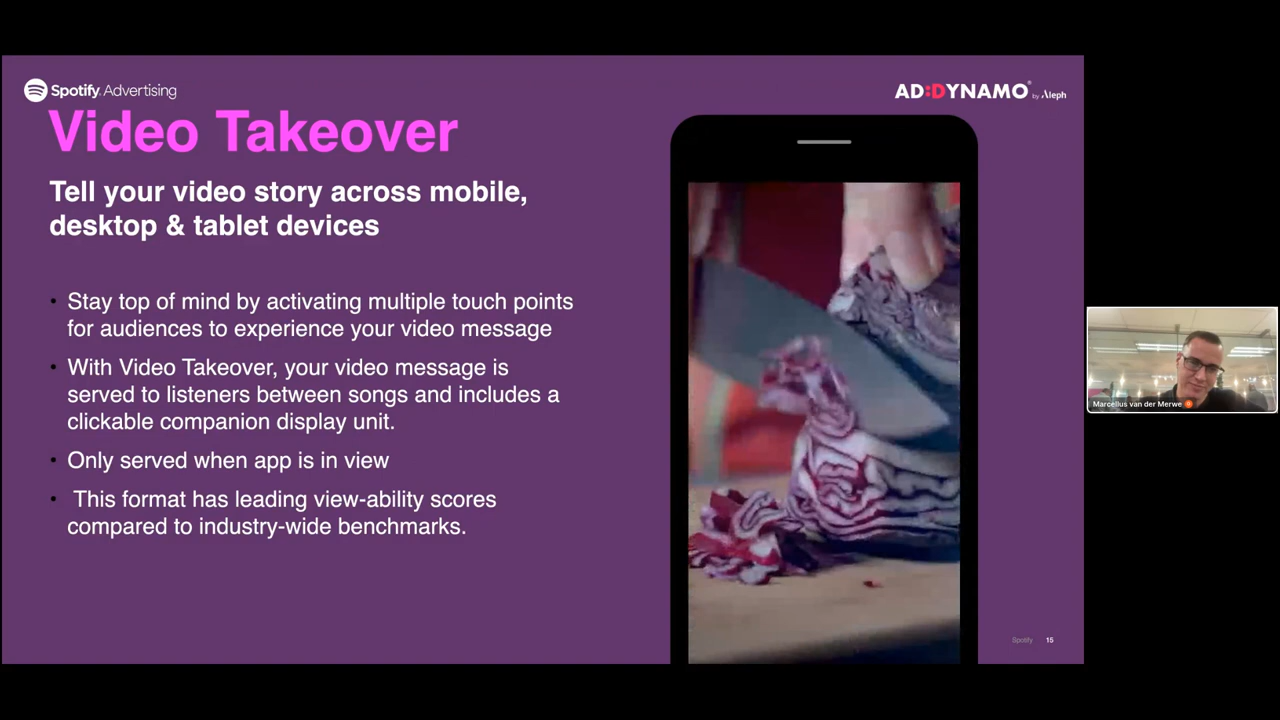 Spotify Advertising
AD:DYNAMO® by Aleph
Video Takeover
Tell your video story across mobile,
desktop & tablet devices
• Stay top of mind by activating multiple touch points
for audiences to experience your video message
• With Video Takeover, your video message is
served to listeners between songs and includes a
clickable companion display unit.
• Only served when app is in view
• This format has leading view-ability scores
compared to industry-wide benchmarks.
Marcellus van der Merwe
Spotify 15